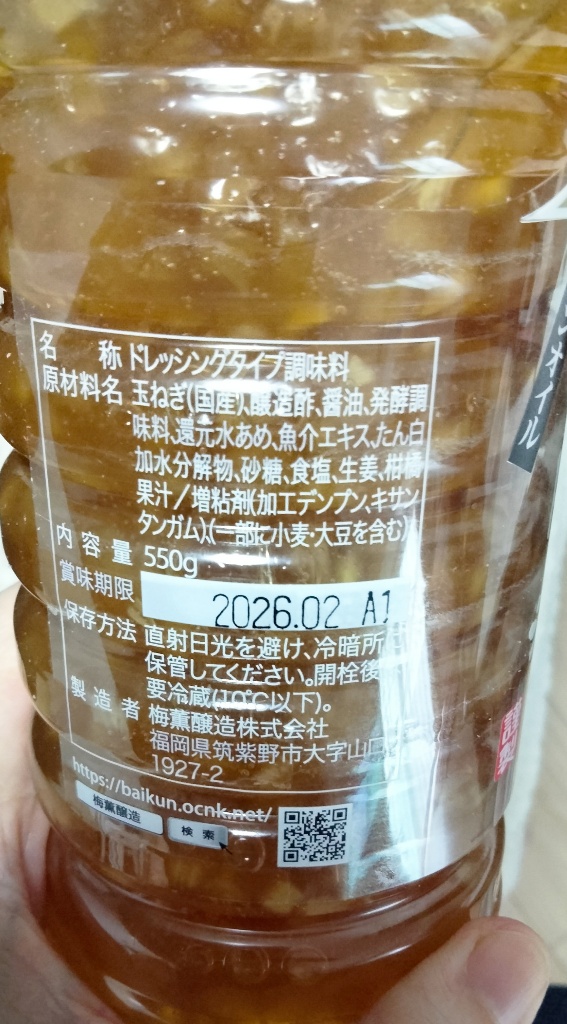 名称 ドレッシングタイプ調味料
原材料名 玉ねぎ(国産)、醸造酢、醤油、発酵調
味料、還元水あめ、魚介エキス、たん白
加水分解物、砂糖、食塩、生姜、柑橘
果汁／増粘剤(加工デンプン、キサン
タンガム)、(一部に小麦・大豆を含む)
内容量 550g
賞味期限 2026.02 A1
保存方法 直射日光を避け、冷暗所に
保管してください。開栓後
要冷蔵(10℃以下)。
製造者 梅薫醸造株式会社
福岡県筑紫野市大字山口
1927-2
https://baikun.ocnk.net/
梅薫醸造 検索
オイル